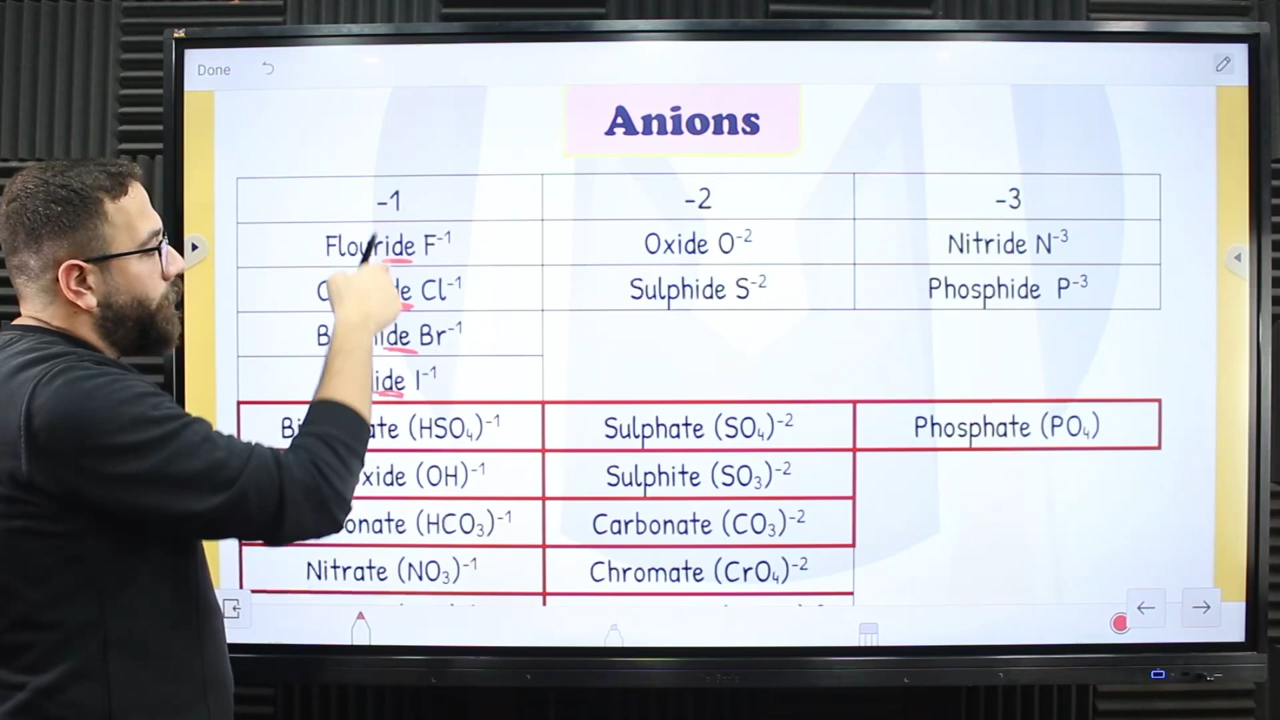 Done
Anions
-1 -2 -3
Flouride F⁻¹ Oxide O⁻² Nitride N⁻³
Cl⁻¹ Sulphide S⁻² Phosphide P⁻³
Br⁻¹
I⁻¹
(HSO₄)⁻¹ Sulphate (SO₄)⁻² Phosphate (PO₄)
(OH)⁻¹ Sulphite (SO₃)⁻²
(HCO₃)⁻¹ Carbonate (CO₃)⁻²
Nitrate (NO₃)⁻¹ Chromate (CrO₄)⁻²